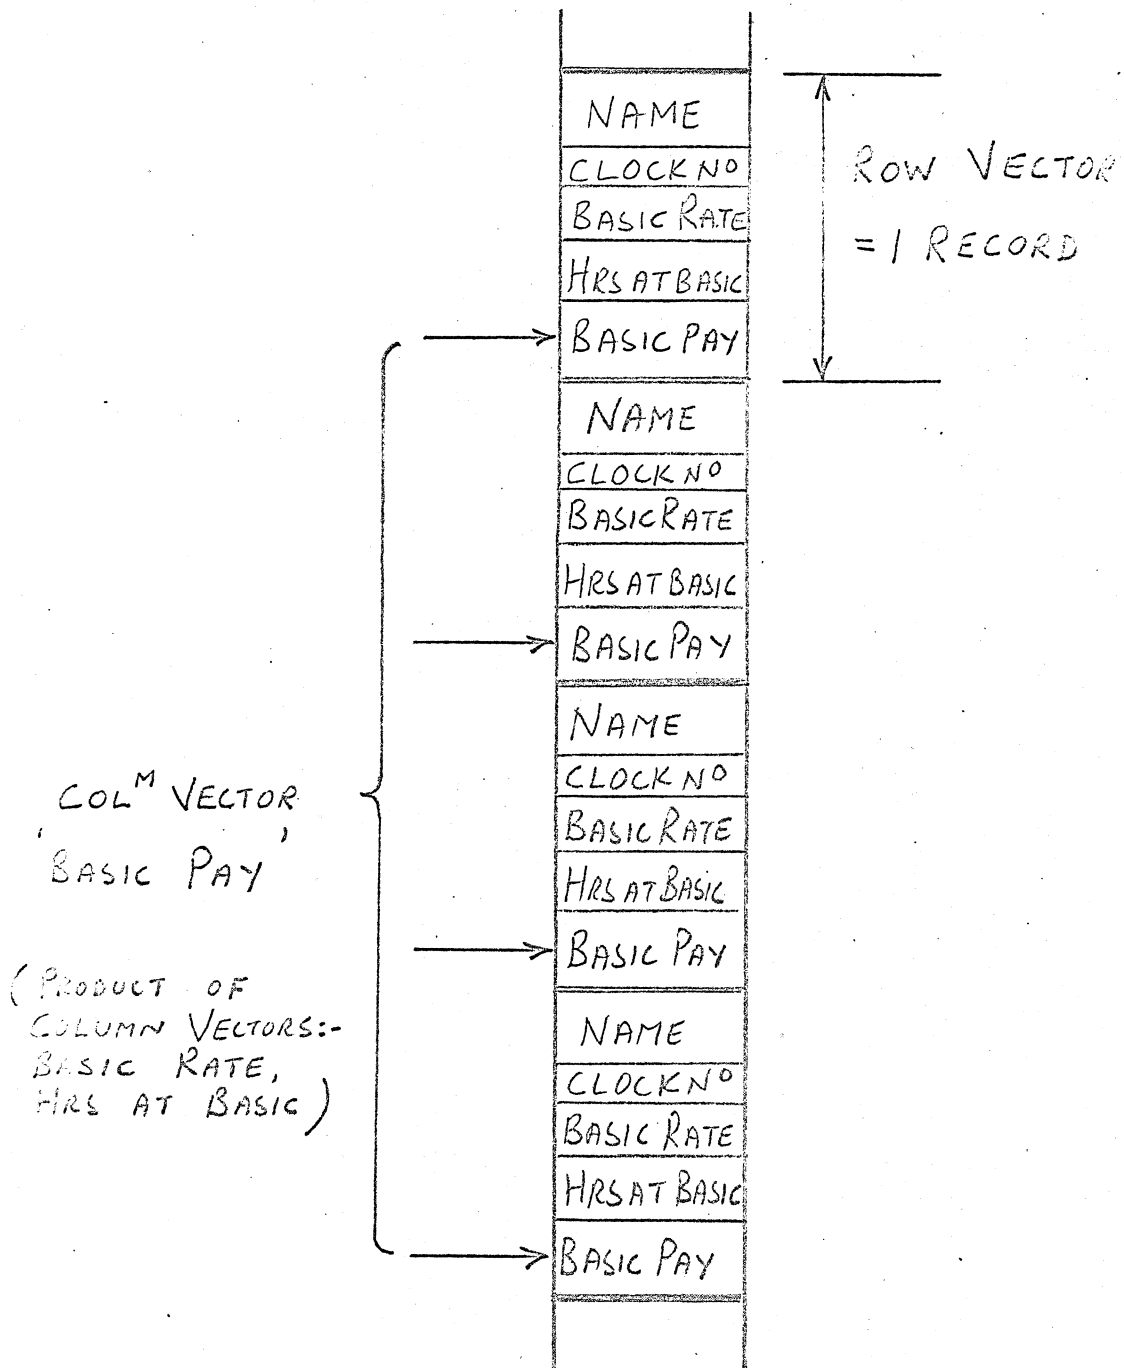 NAME
CLOCK NO
BASIC RATE
HRS AT BASIC
BASIC PAY
ROW VECTOR
= 1 RECORD
NAME
CLOCK NO
BASIC RATE
HRS AT BASIC
BASIC PAY
NAME
CLOCK NO
BASIC RATE
HRS AT BASIC
BASIC PAY
COLM VECTOR
'BASIC PAY'
(PRODUCT OF
COLUMN VECTORS:-
BASIC RATE,
HRS AT BASIC)
NAME
CLOCK NO
BASIC RATE
HRS AT BASIC
BASIC PAY